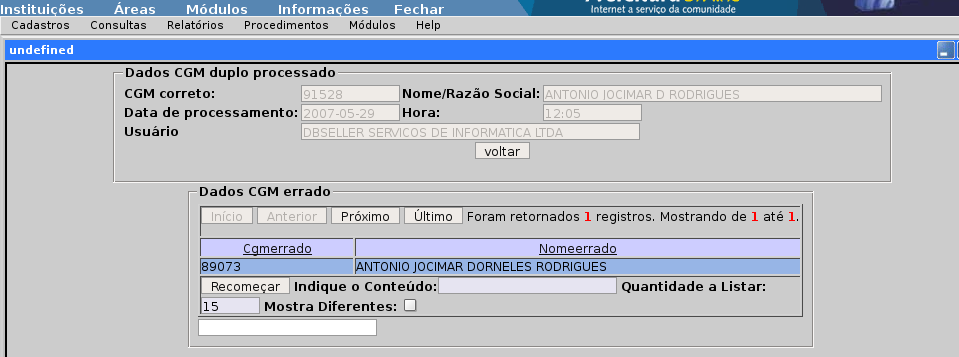 Instituições Áreas Módulos Informações Fechar
Internet a serviço da comunidade
Cadastros Consultas Relatórios Procedimentos Módulos Help
undefined
Dados CGM duplo processado
CGM correto: 91528 Nome/Razão Social: ANTONIO JOCIMAR D RODRIGUES
Data de processamento: 2007-05-29 Hora: 12:05
Usuário DBSELLER SERVICOS DE INFORMATICA LTDA
voltar
Dados CGM errado
Início Anterior Próximo Último Foram retornados 1 registros. Mostrando de 1 até 1.
Cgmerrado Nomeerrado
89073 ANTONIO JOCIMAR DORNELES RODRIGUES
Recomeçar Indique o Conteúdo: Quantidade a Listar:
15 Mostra Diferentes: